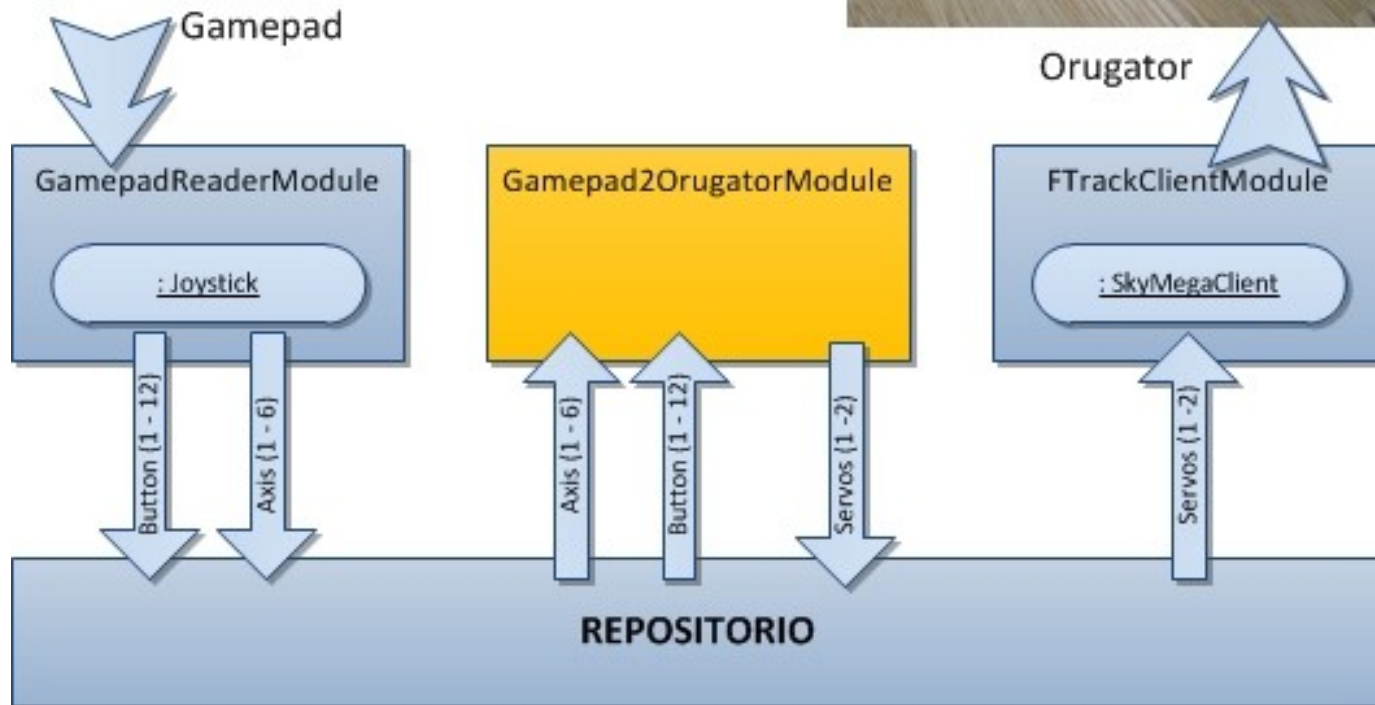 Gamepad
Orugator
GamepadReaderModule
Gamepad2OrugatorModule
FTrackClientModule
: Joystick
: SkyMegaClient
Button (1 - 12)
Axis (1 - 6)
Axis (1 - 6)
Button (1 - 12)
Servos (1 -2)
Servos (1 -2)
REPOSITORIO